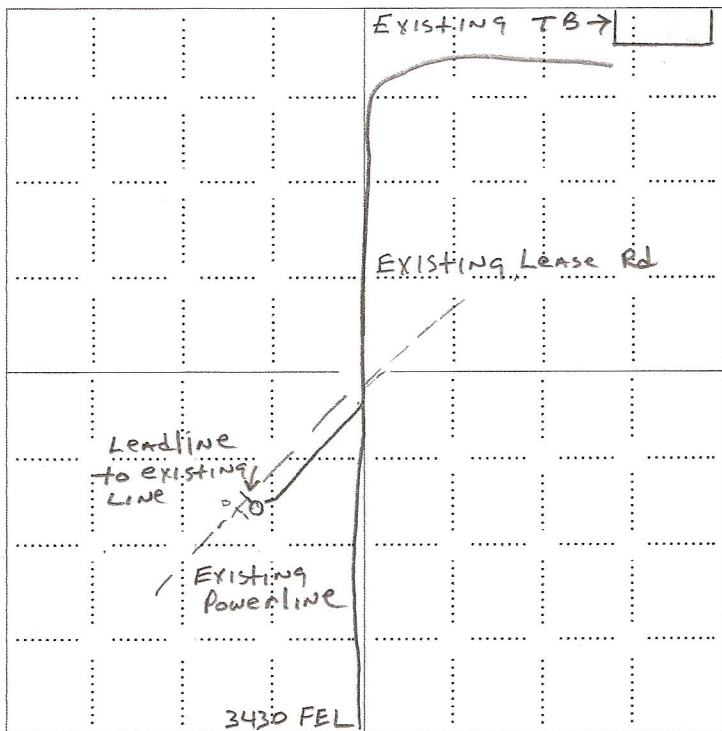 EXISTING TB →
EXISTING LEASE Rd
LeadlINE
to existing
LINE
EXISTING
PowerlINE
3430 FEL